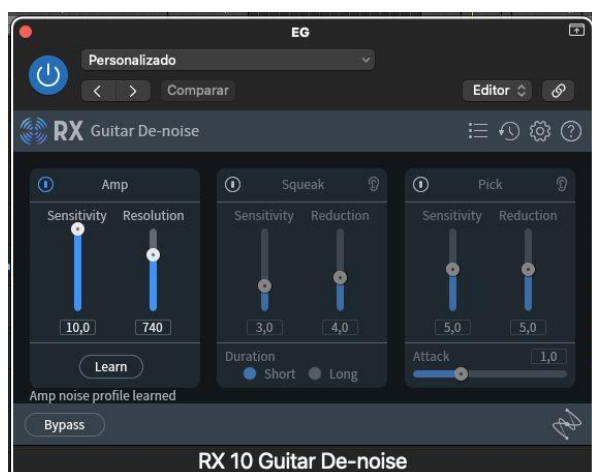 EG
Personalizado
Comparar
Editor
RX Guitar De-noise
Amp
Squeak
Pick
Sensitivity Resolution
Sensitivity Reduction
Sensitivity Reduction
10,0 740
3,0 4,0
5,0 5,0
Learn
Duration
Short Long
Attack 1,0
Amp noise profile learned
Bypass
RX 10 Guitar De-noise